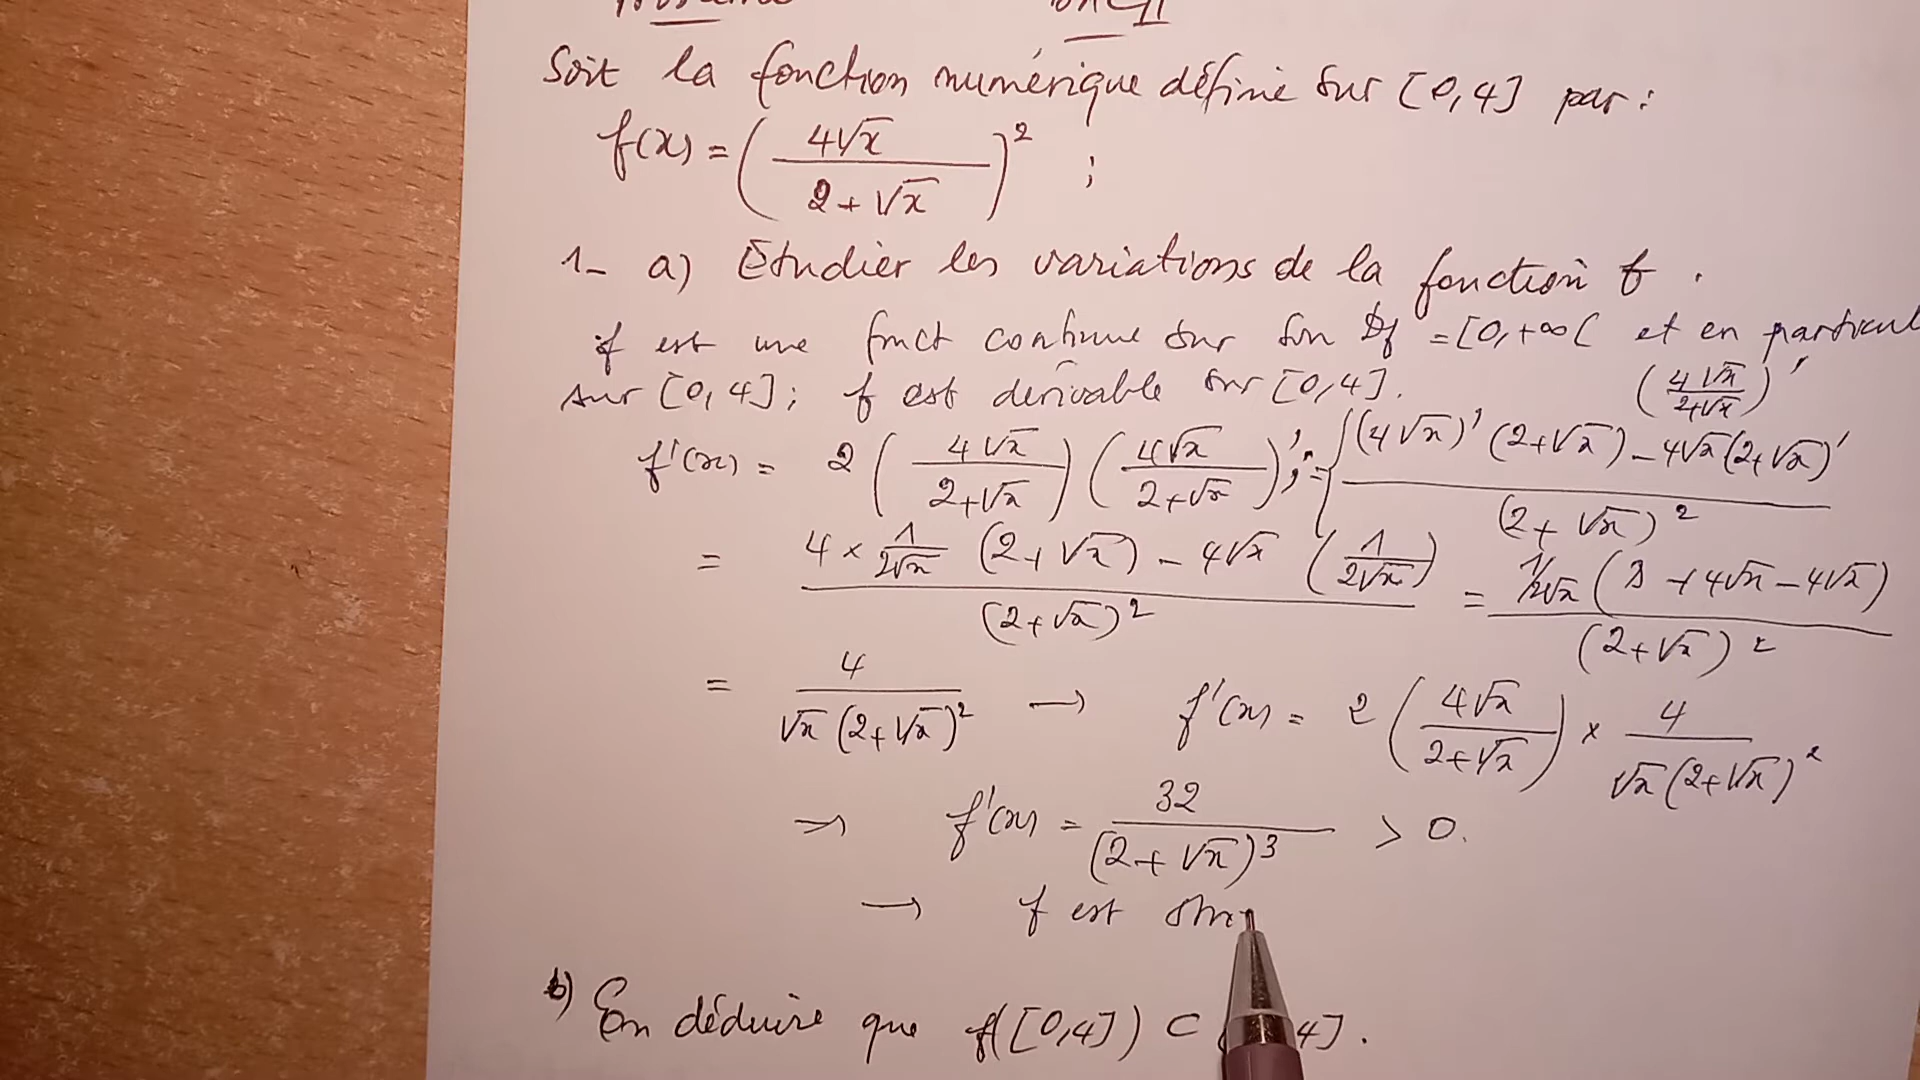 Soit la fonction numérique définie sur [0,4] par :
f(x) = ( 4√x / 2+√x )² ;
1- a) Étudier les variations de la fonction f .
f est une fnct continue sur son Df = [0,+∞[ et en particul
sur [0,4] ; f est dérivable sur [0,4]. ( 4√x / 2+√x )'
f'(x) = 2 ( 4√x / 2+√x ) ( 4√x / 2+√x )' ; = (4√x)' (2+√x) - 4√x (2+√x)' / (2+√x)²
= 4 × 1/2√x (2+√x) - 4√x ( 1/2√x ) / (2+√x)² = 1/2√x ( 8 + 4√x - 4√x ) / (2+√x)²
= 4 / √x (2+√x)² → f'(x) = 2 ( 4√x / 2+√x ) × 4 / √x (2+√x)²
⇒ f'(x) = 32 / (2+√x)³ > 0.
→ f est
b) En déduire que f([0,4]) ⊂ 4] .